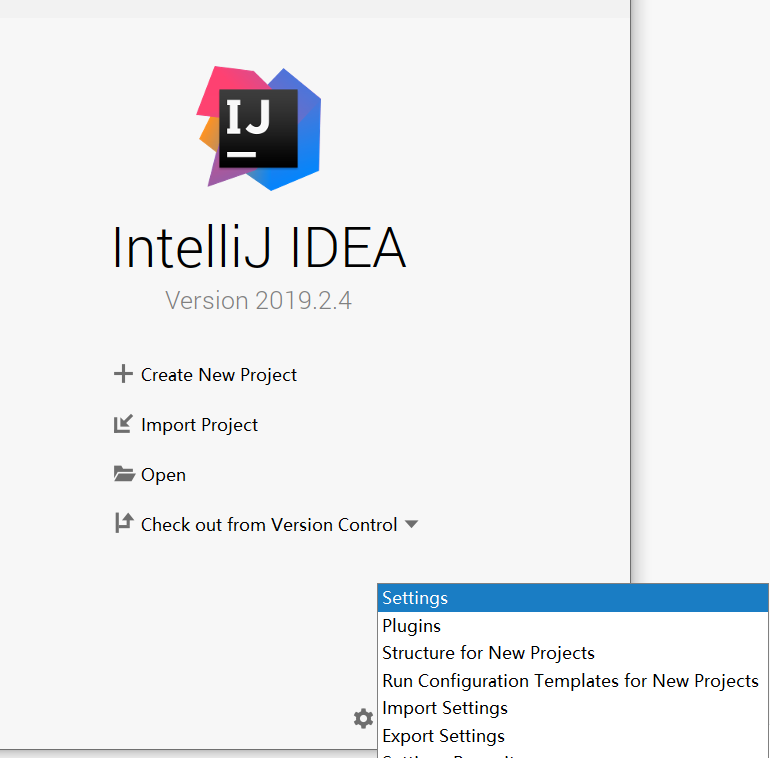 IJ
IntelliJ IDEA
Version 2019.2.4
Create New Project
Import Project
Open
Check out from Version Control
Settings
Plugins
Structure for New Projects
Run Configuration Templates for New Projects
Import Settings
Export Settings